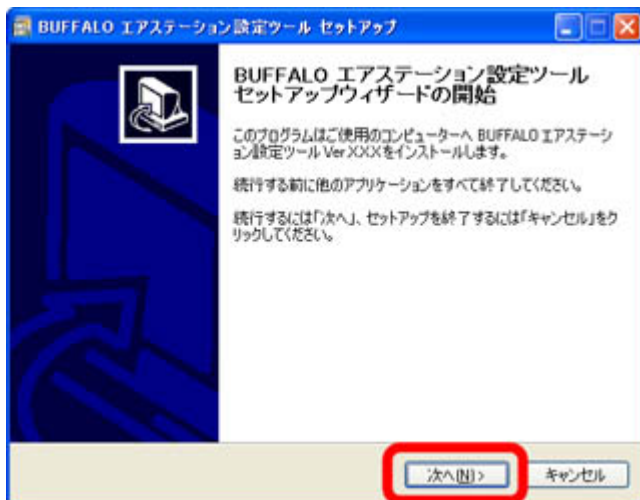 BUFFALO エアステーション設定ツール セットアップ
BUFFALO エアステーション設定ツール
セットアップウィザードの開始
このプログラムはご使用のコンピューターへ BUFFALO エアステーシ
ョン設定ツール Ver.XXX をインストールします。
続行する前に他のアプリケーションをすべて終了してください。
続行するには「次へ」、セットアップを終了するには「キャンセル」をク
リックしてください。
次へ(N)>
キャンセル